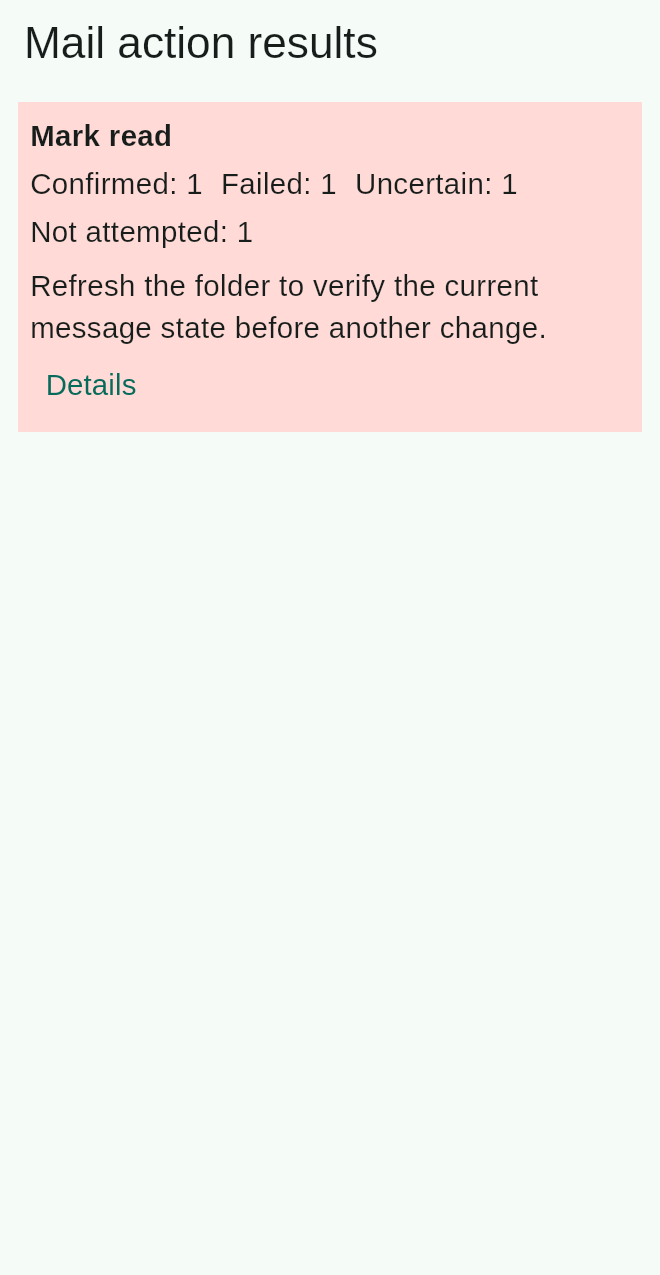 Mail action results
Mark read
Confirmed: 1 Failed: 1 Uncertain: 1
Not attempted: 1
Refresh the folder to verify the current
message state before another change.
Details